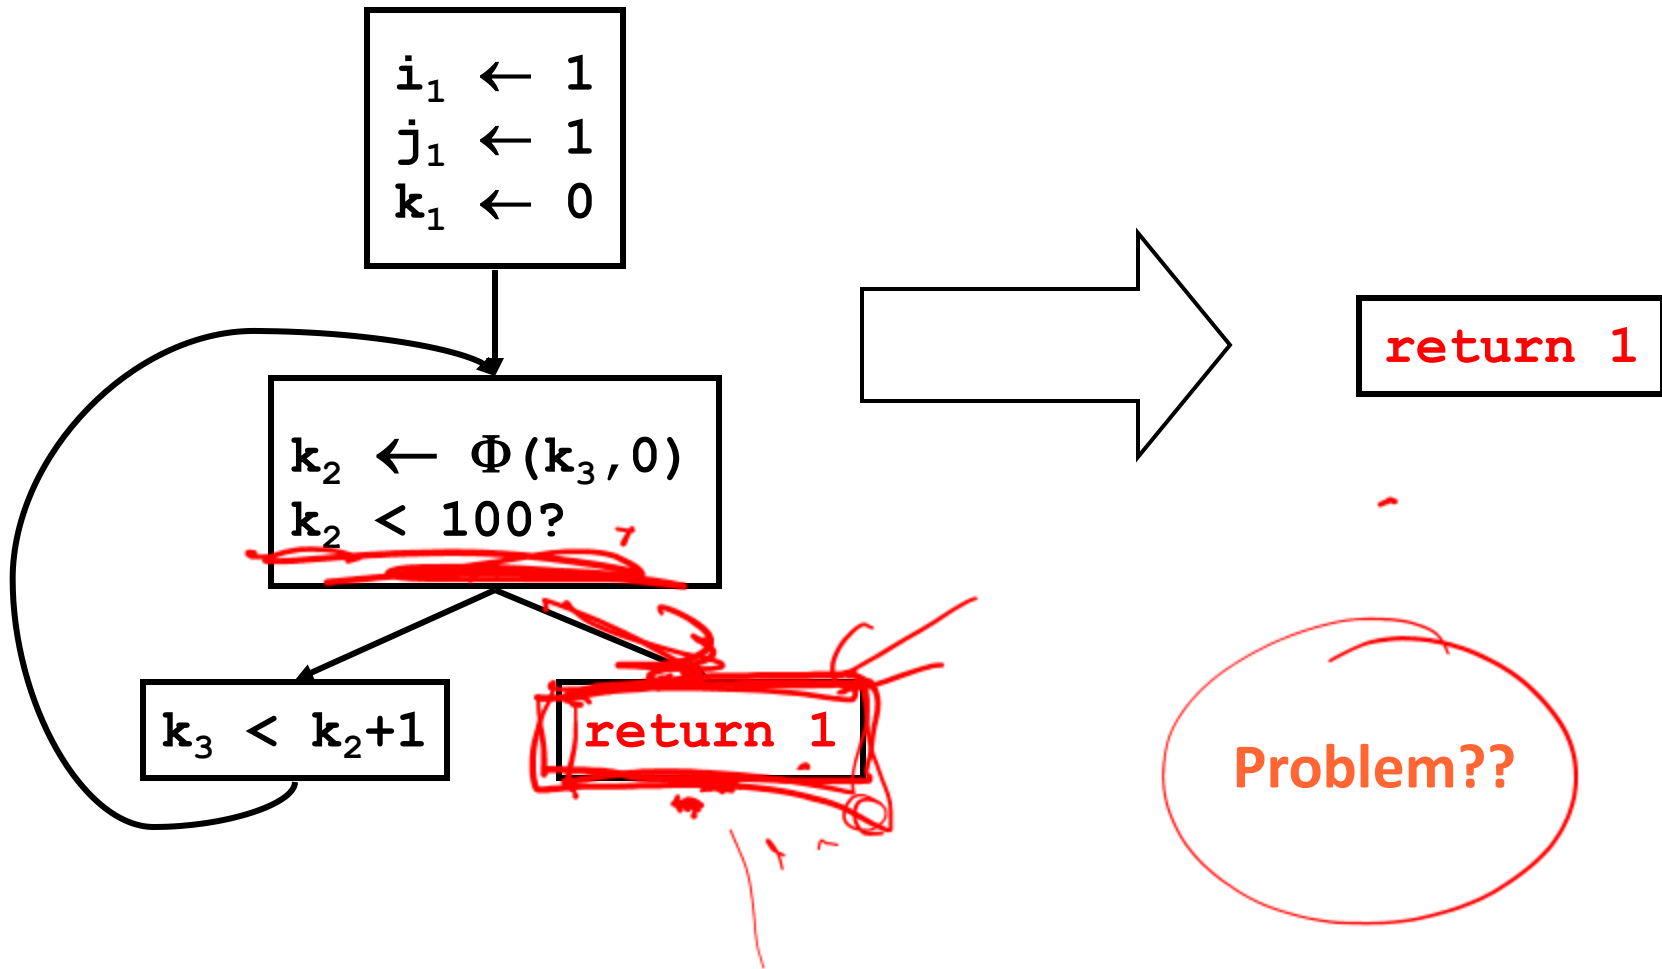 i₁ ← 1
j₁ ← 1
k₁ ← 0
k₂ ← Φ(k₃,0)
k₂ < 100?
k₃ < k₂+1
return 1
return 1
Problem??